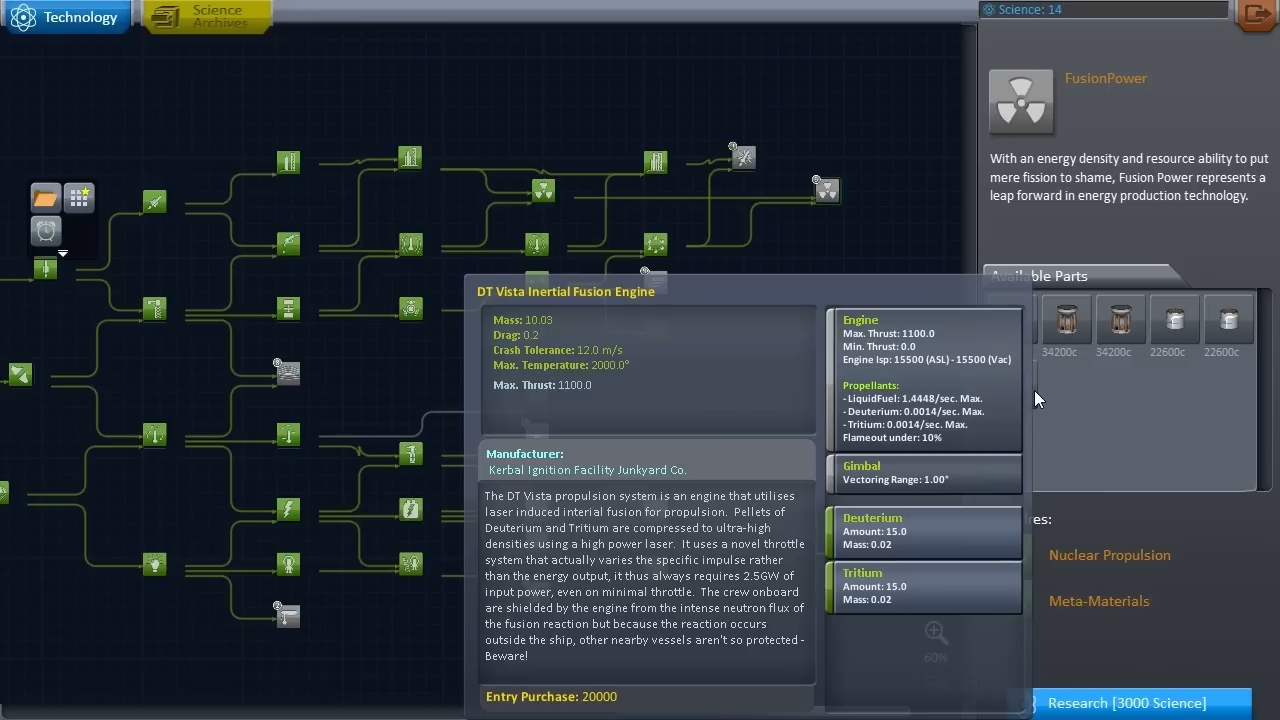 Technology
Science
Archives
Science: 14
FusionPower
With an energy density and resource ability to put
mere fission to shame, Fusion Power represents a
leap forward in energy production technology.
Available Parts
34200c
34200c
22600c
22600c
DT Vista Inertial Fusion Engine
Mass: 10.03
Drag: 0.2
Crash Tolerance: 12.0 m/s
Max. Temperature: 2000.0°
Max. Thrust: 1100.0
Manufacturer:
Kerbal Ignition Facility Junkyard Co.
The DT Vista propulsion system is an engine that utilises
laser induced interial fusion for propulsion. Pellets of
Deuterium and Tritium are compressed to ultra-high
densities using a high power laser. It uses a novel throttle
system that actually varies the specific impulse rather
than the energy output, it thus always requires 2.5GW of
input power, even on minimal throttle. The crew onboard
are shielded by the engine from the intense neutron flux of
the fusion reaction but because the reaction occurs
outside the ship, other nearby vessels aren't so protected -
Beware!
Entry Purchase: 20000
Engine
Max. Thrust: 1100.0
Min. Thrust: 0.0
Engine Isp: 15500 (ASL) - 15500 (Vac)
Propellants:
- LiquidFuel: 1.4448/sec. Max.
- Deuterium: 0.0014/sec. Max.
- Tritium: 0.0014/sec. Max.
Flameout under: 10%
Gimbal
Vectoring Range: 1.00°
Deuterium
Amount: 15.0
Mass: 0.02
Tritium
Amount: 15.0
Mass: 0.02
60%
res:
Nuclear Propulsion
Meta-Materials
Research [3000 Science]